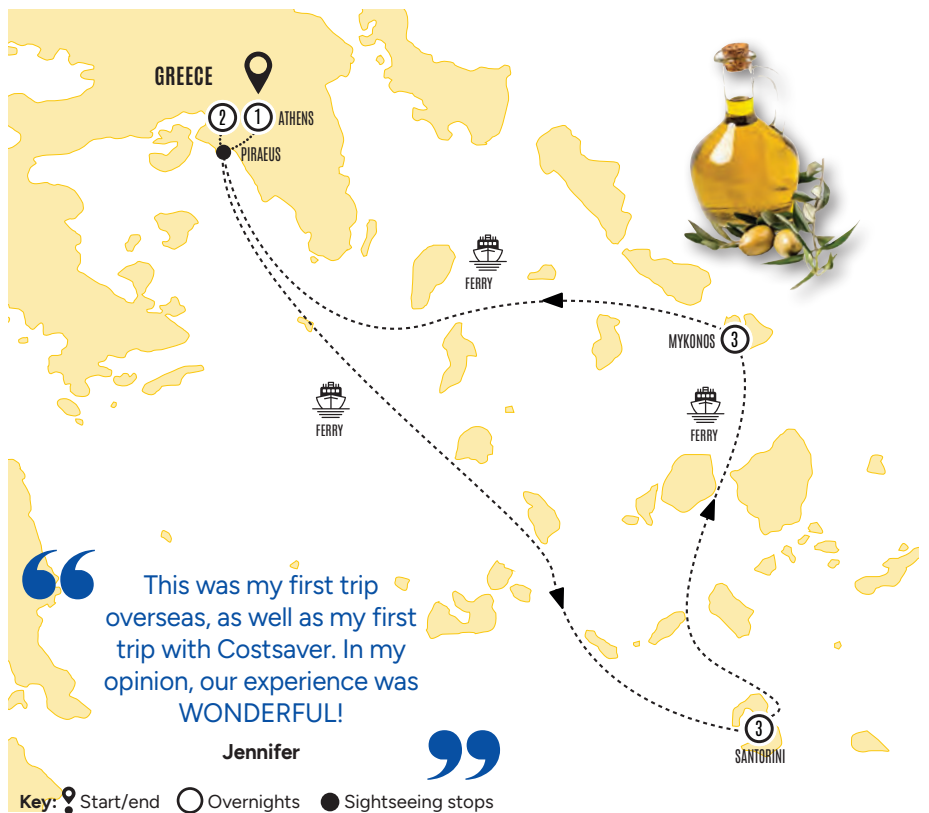 GREECE
2
1
ATHENS
PIRAEUS
FERRY
MYKONOS 3
FERRY
FERRY
“
This was my first trip
overseas, as well as my first
trip with Costsaver. In my
opinion, our experience was
WONDERFUL!
Jennifer
”
3
SANTORINI
Key: Start/end Overnights Sightseeing stops